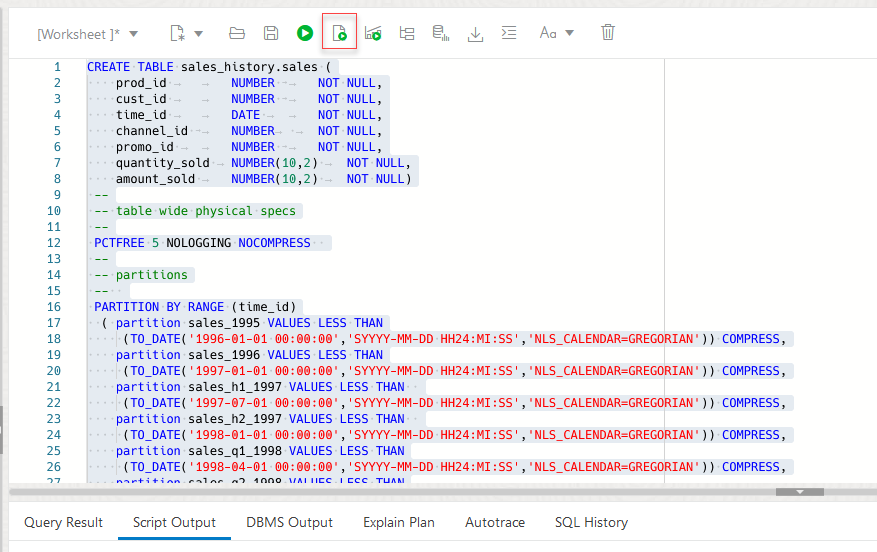 [Worksheet ]*
Aa
1 CREATE TABLE sales_history.sales (
2 prod_id NUMBER NOT NULL,
3 cust_id NUMBER NOT NULL,
4 time_id DATE NOT NULL,
5 channel_id NUMBER NOT NULL,
6 promo_id NUMBER NOT NULL,
7 quantity_sold NUMBER(10,2) NOT NULL,
8 amount_sold NUMBER(10,2) NOT NULL)
9 --
10 -- table wide physical specs
11 --
12 PCTFREE 5 NOLOGGING NOCOMPRESS
13 --
14 -- partitions
15 --
16 PARTITION BY RANGE (time_id)
17 ( partition sales_1995 VALUES LESS THAN
18 (TO_DATE('1996-01-01 00:00:00','SYYYY-MM-DD HH24:MI:SS','NLS_CALENDAR=GREGORIAN')) COMPRESS,
19 partition sales_1996 VALUES LESS THAN
20 (TO_DATE('1997-01-01 00:00:00','SYYYY-MM-DD HH24:MI:SS','NLS_CALENDAR=GREGORIAN')) COMPRESS,
21 partition sales_h1_1997 VALUES LESS THAN
22 (TO_DATE('1997-07-01 00:00:00','SYYYY-MM-DD HH24:MI:SS','NLS_CALENDAR=GREGORIAN')) COMPRESS,
23 partition sales_h2_1997 VALUES LESS THAN
24 (TO_DATE('1998-01-01 00:00:00','SYYYY-MM-DD HH24:MI:SS','NLS_CALENDAR=GREGORIAN')) COMPRESS,
25 partition sales_q1_1998 VALUES LESS THAN
26 (TO_DATE('1998-04-01 00:00:00','SYYYY-MM-DD HH24:MI:SS','NLS_CALENDAR=GREGORIAN')) COMPRESS,
27 partition sales_q2_1998 VALUES LESS THAN
Query Result Script Output DBMS Output Explain Plan Autotrace SQL History